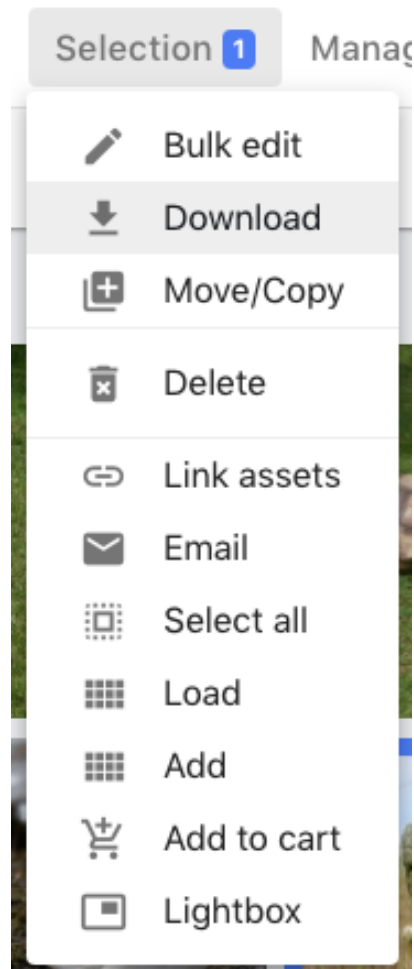 Selection 1 Manag
Bulk edit
Download
Move/Copy
Delete
Link assets
Email
Select all
Load
Add
Add to cart
Lightbox